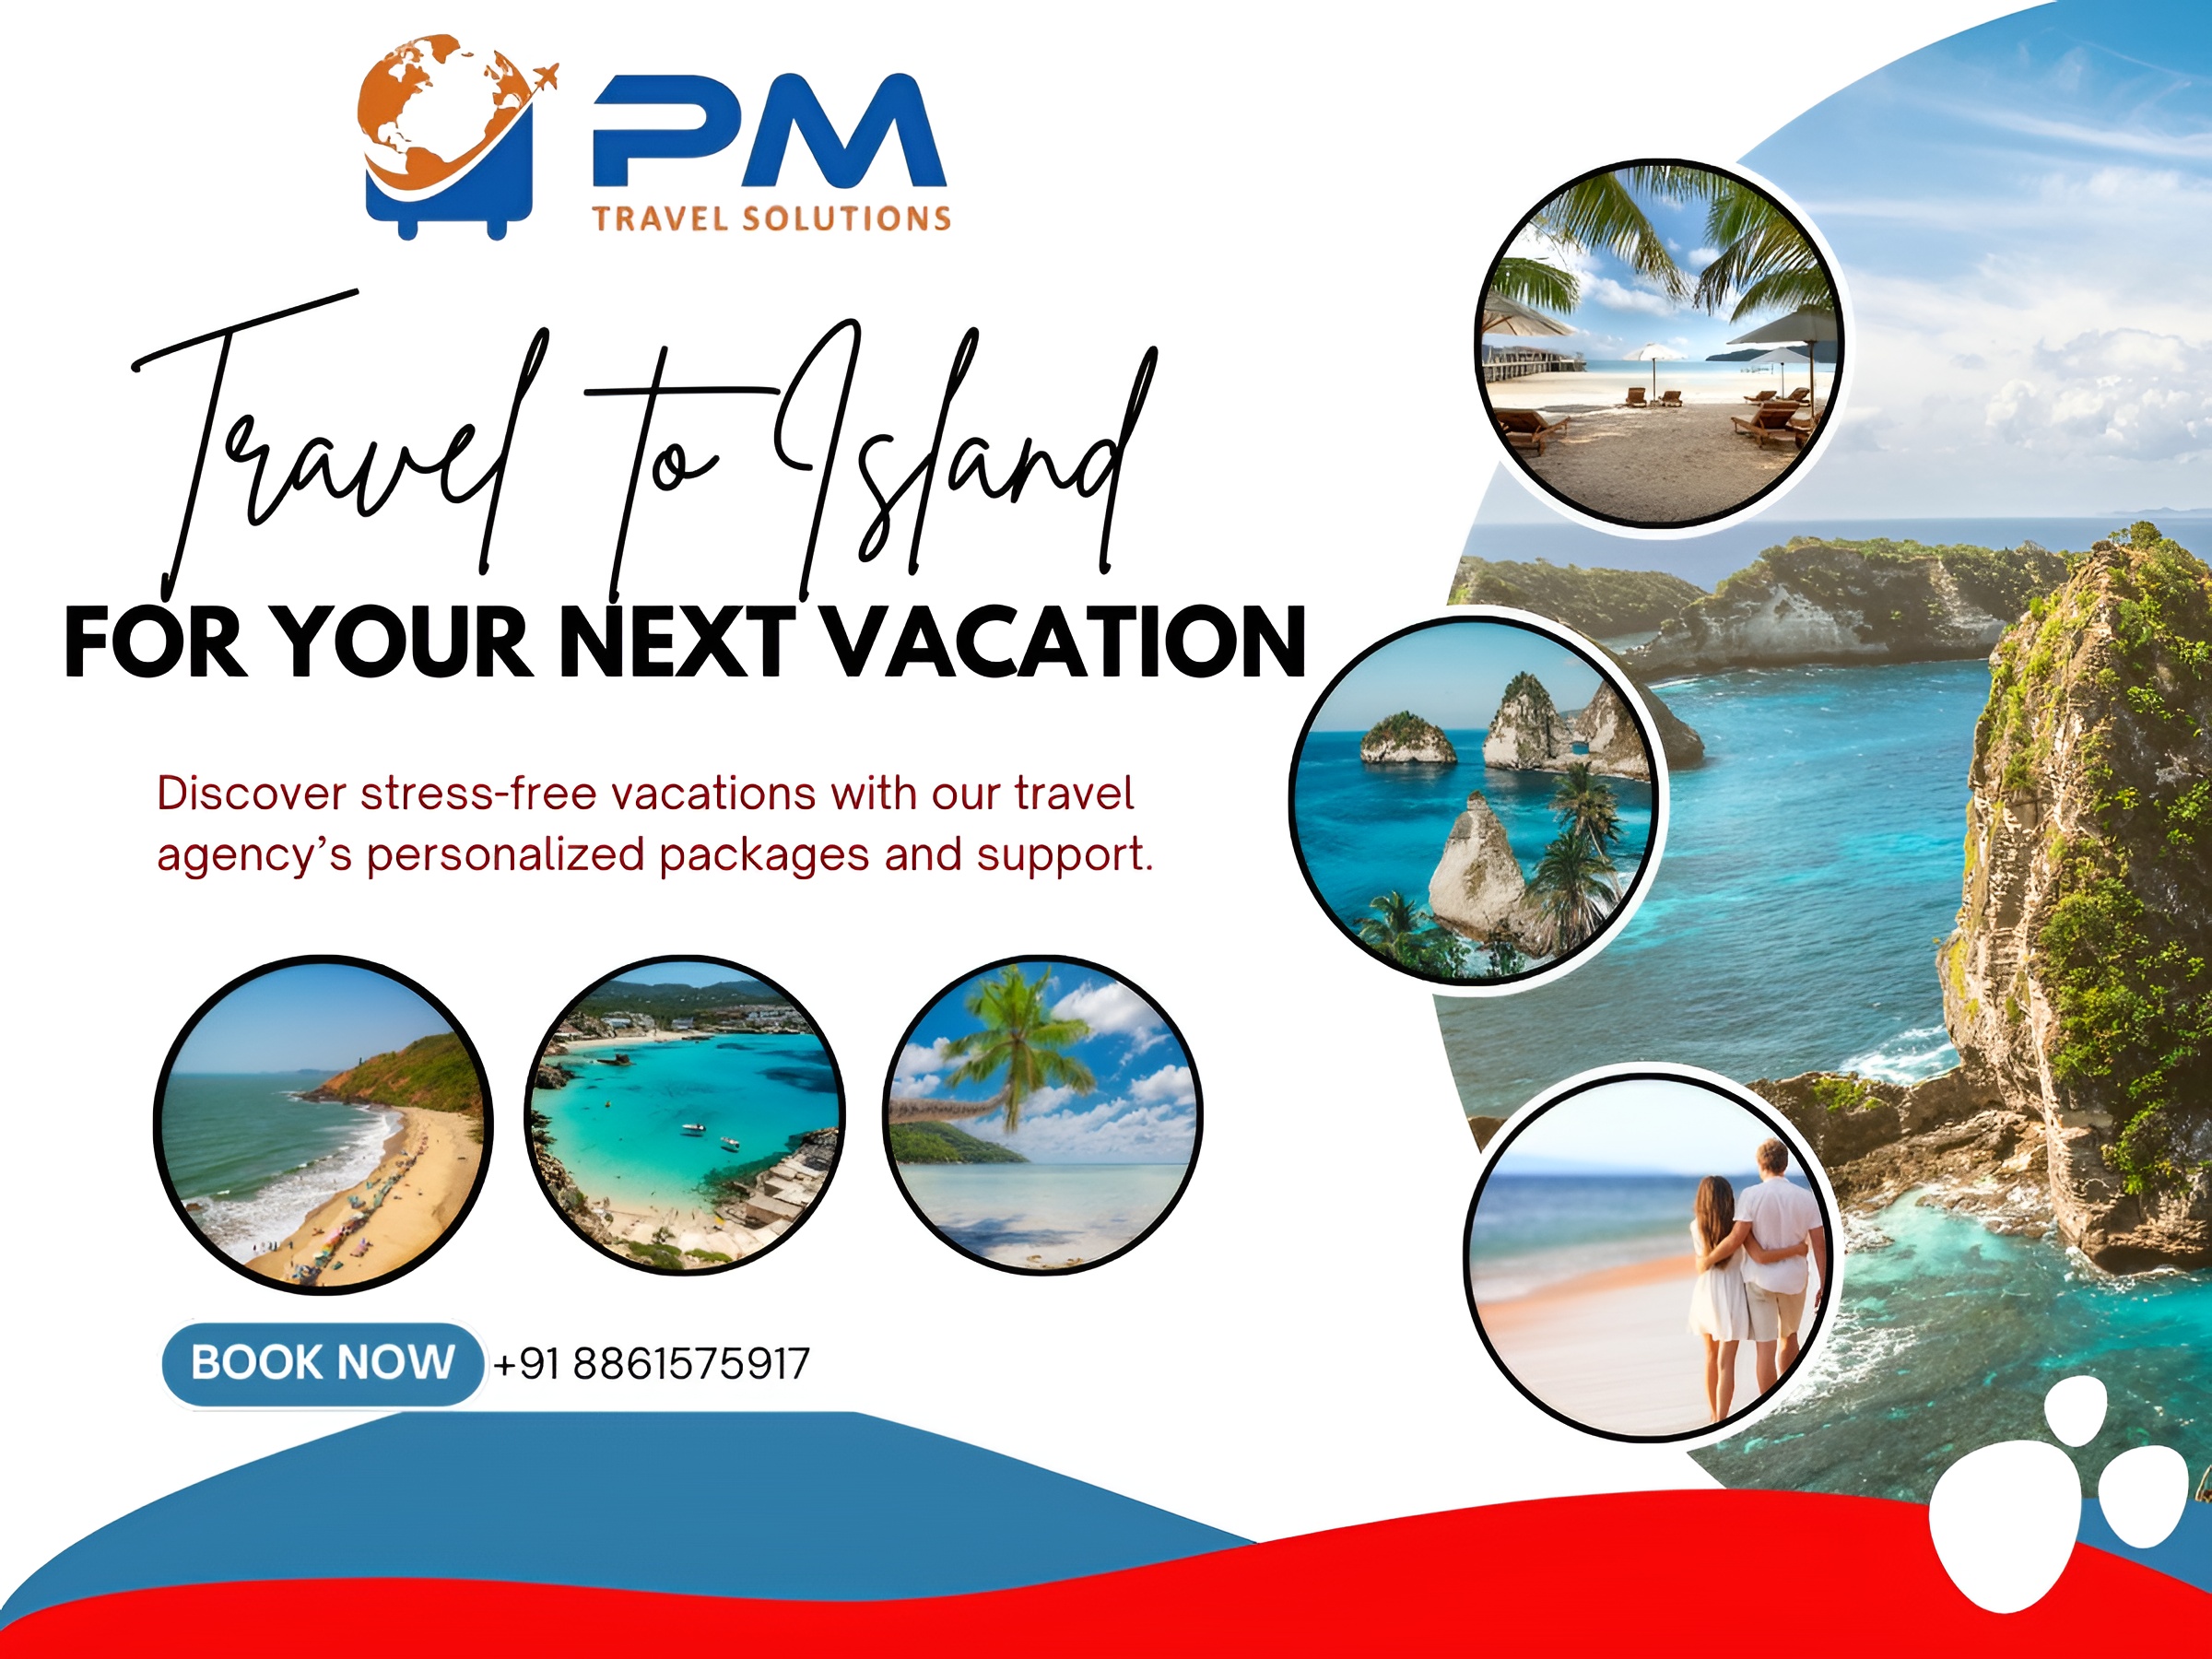 PM
TRAVEL SOLUTIONS
Travel to Island
FOR YOUR NEXT VACATION
Discover stress-free vacations with our travel
agency’s personalized packages and support.
BOOK NOW +91 8861575917